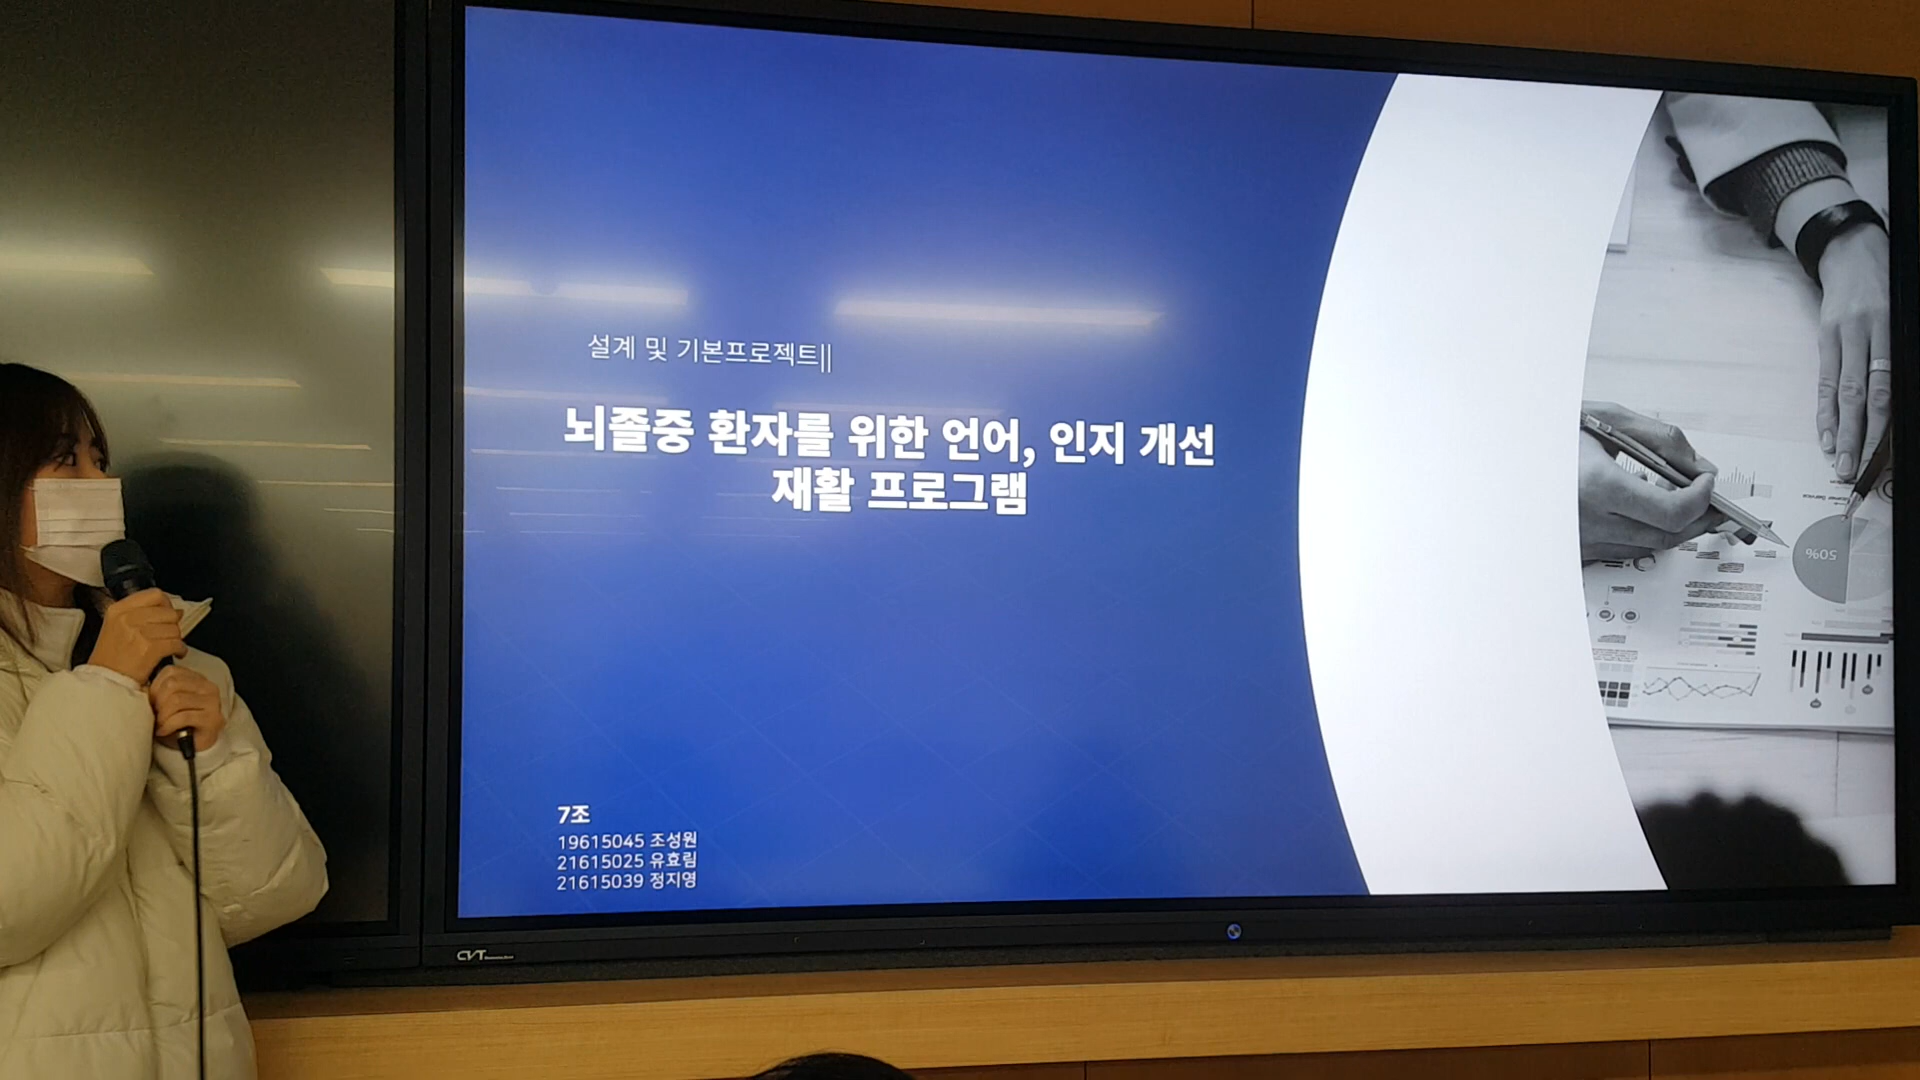 설계 및 기본프로젝트||
뇌졸중 환자를 위한 언어, 인지 개선
재활 프로그램
7조
19615045 조성원
21615025 유효림
21615039 정지영
50%
CVT